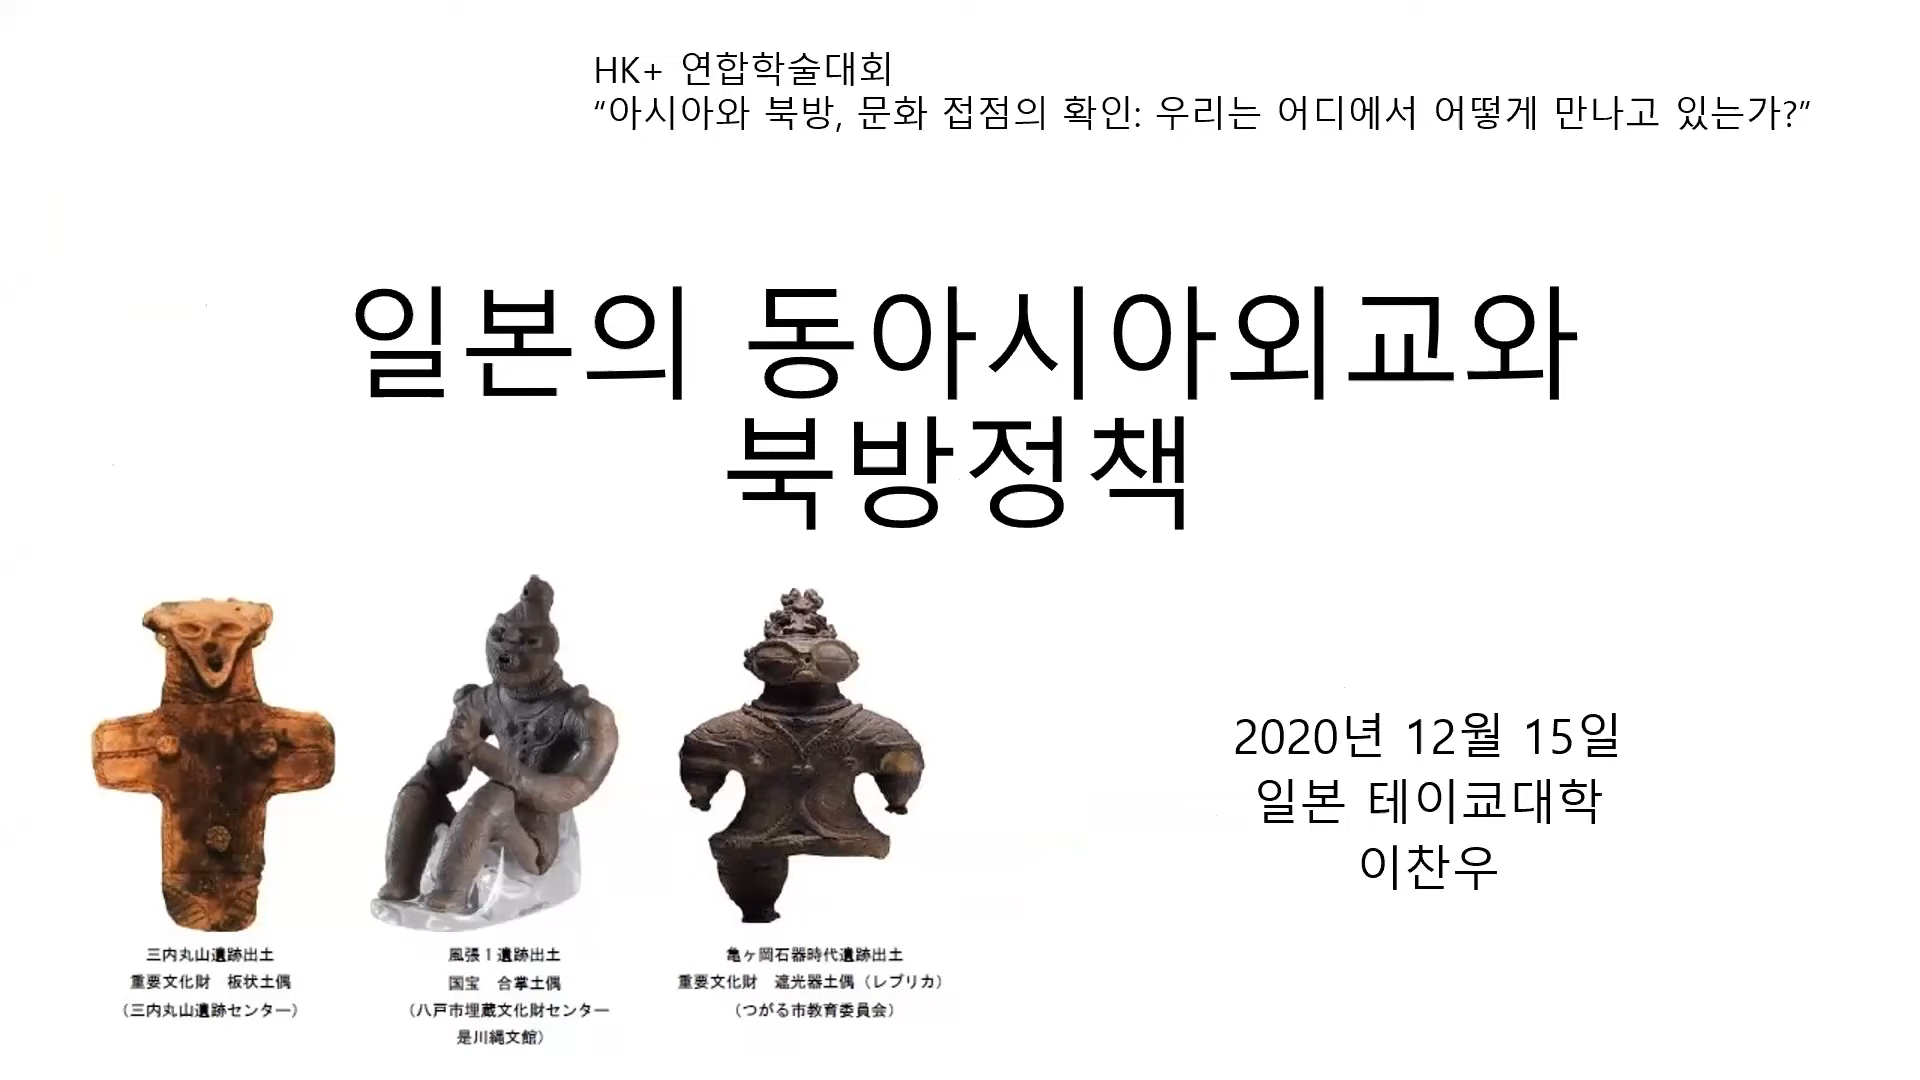 HK+ 연합학술대회
“아시아와 북방, 문화 접점의 확인: 우리는 어디에서 어떻게 만나고 있는가?”
일본의 동아시아외교와
북방정책
2020년 12월 15일
일본 테이쿄대학
이찬우
三内丸山遺跡出土
重要文化財　板状土偶
（三内丸山遺跡センター）
風張１遺跡出土
国宝　合掌土偶
（八戸市埋蔵文化財センター
是川縄文館）
亀ヶ岡石器時代遺跡出土
重要文化財　遮光器土偶（レプリカ）
（つがる市教育委員会）